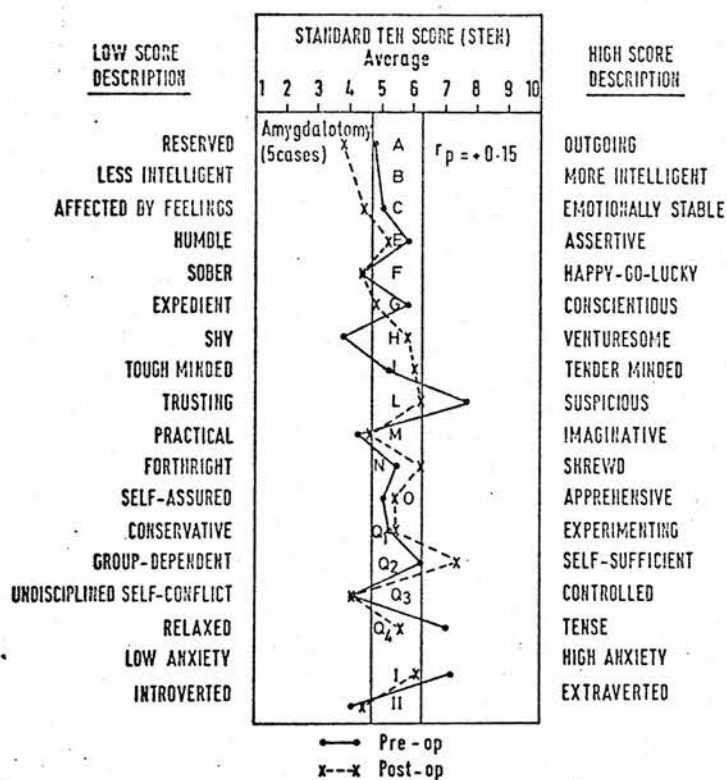 LOW SCORE DESCRIPTION
STANDARD TEN SCORE (STEN)
Average
1 2 3 4 5 6 7 8 9 10
HIGH SCORE DESCRIPTION
Amygdalotomy
(5cases)
r p = + 0.15
RESERVED A OUTGOING
LESS INTELLIGENT B MORE INTELLIGENT
AFFECTED BY FEELINGS C EMOTIONALLY STABLE
HUMBLE E ASSERTIVE
SOBER F HAPPY-GO-LUCKY
EXPEDIENT G CONSCIENTIOUS
SHY H VENTURESOME
TOUGH MINDED I TENDER MINDED
TRUSTING L SUSPICIOUS
PRACTICAL M IMAGINATIVE
FORTHRIGHT N SHREWD
SELF-ASSURED O APPREHENSIVE
CONSERVATIVE Q1 EXPERIMENTING
GROUP-DEPENDENT Q2 SELF-SUFFICIENT
UNDISCIPLINED SELF-CONFLICT Q3 CONTROLLED
RELAXED Q4 TENSE
LOW ANXIETY I HIGH ANXIETY
INTROVERTED II EXTRAVERTED
Pre-op
x---x Post-op